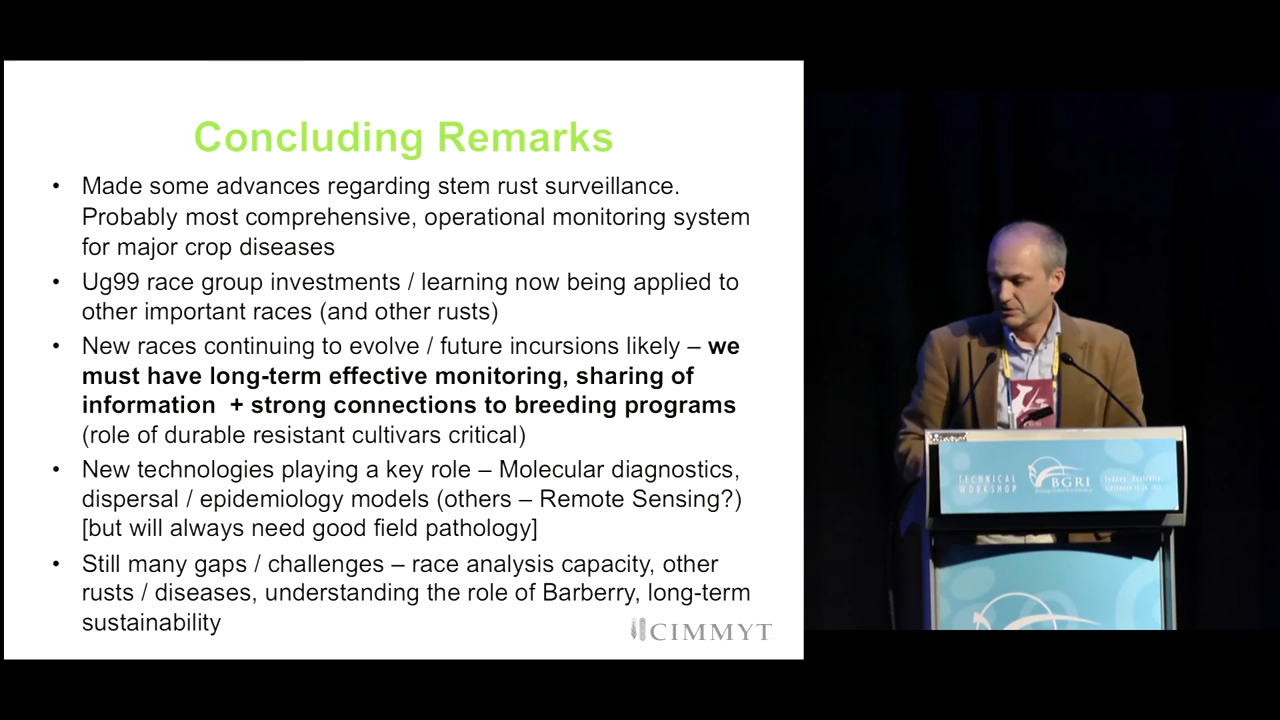 Concluding Remarks
• Made some advances regarding stem rust surveillance.
Probably most comprehensive, operational monitoring system
for major crop diseases
• Ug99 race group investments / learning now being applied to
other important races (and other rusts)
• New races continuing to evolve / future incursions likely – we
must have long-term effective monitoring, sharing of
information + strong connections to breeding programs
(role of durable resistant cultivars critical)
• New technologies playing a key role – Molecular diagnostics,
dispersal / epidemiology models (others – Remote Sensing?)
[but will always need good field pathology]
• Still many gaps / challenges – race analysis capacity, other
rusts / diseases, understanding the role of Barberry, long-term
sustainability
CIMMYT
TECHNICAL
WORKSHOP
BGRI